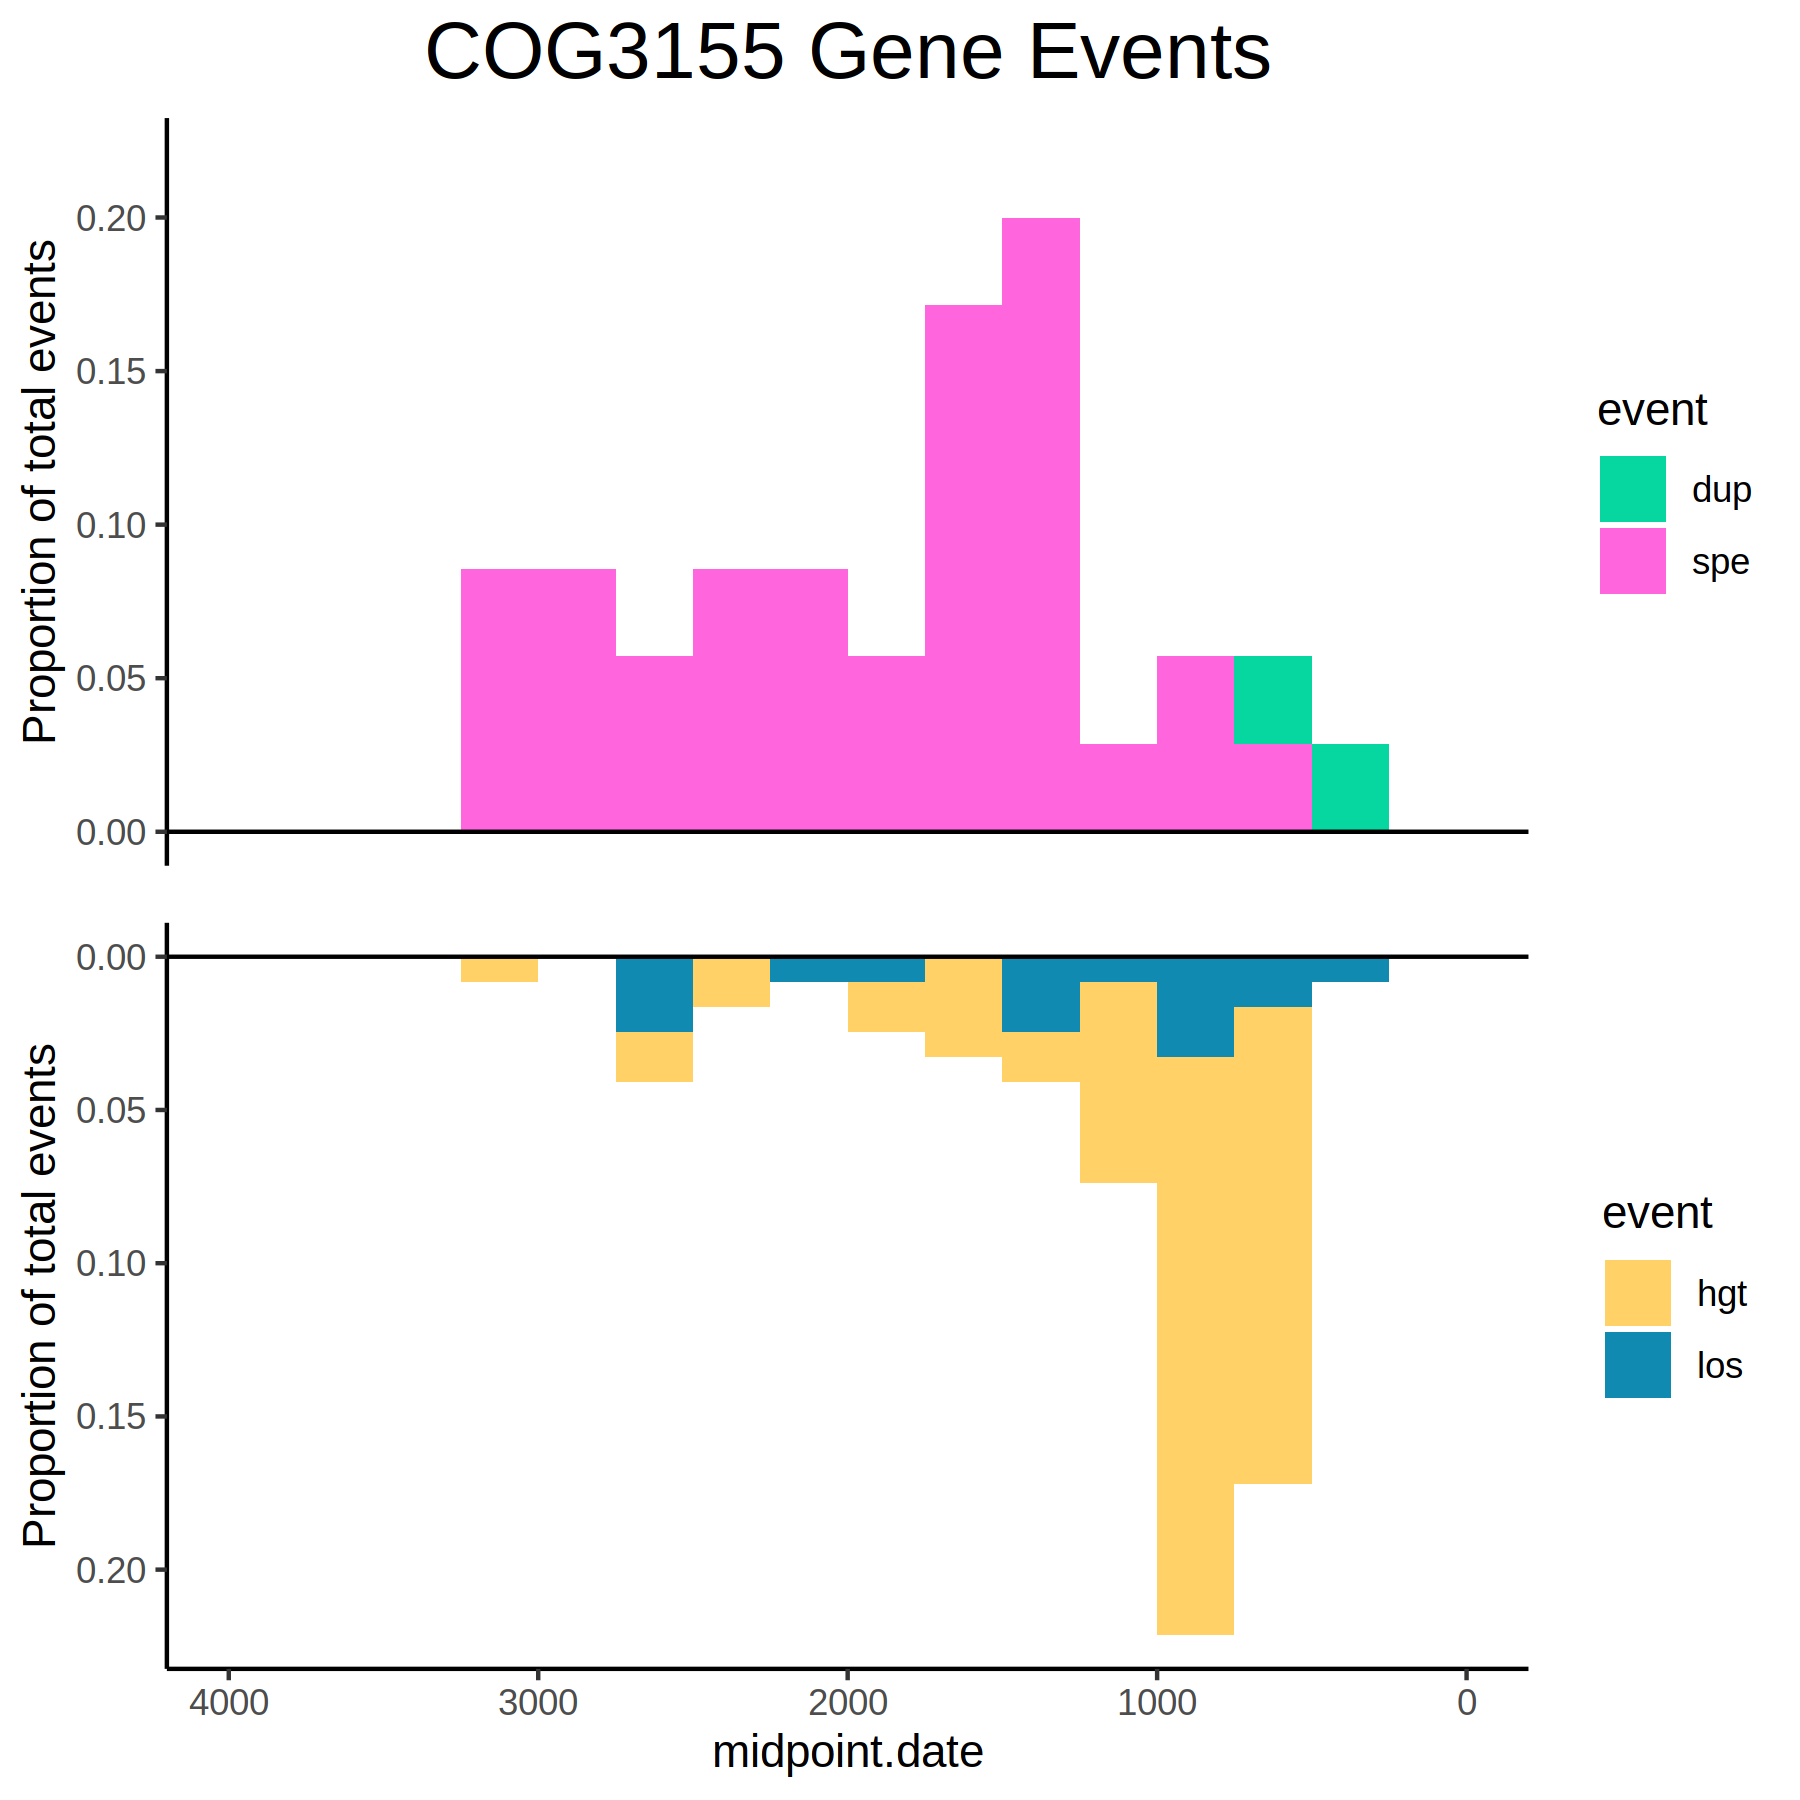 COG3155 Gene Events
Proportion of total events
0.20
0.15
0.10
0.05
0.00
event
dup
spe
Proportion of total events
0.00
0.05
0.10
0.15
0.20
event
hgt
los
4000 3000 2000 1000 0
midpoint.date